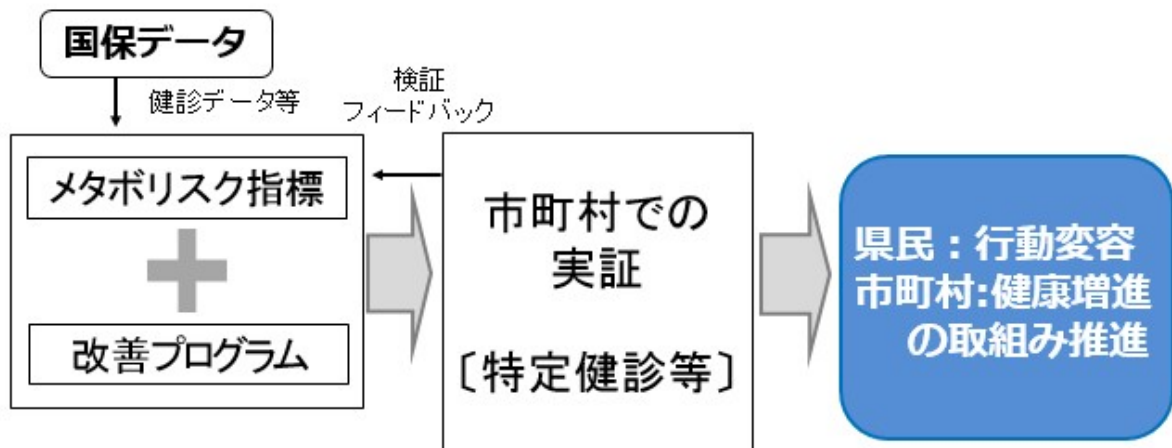 国保データ
健診データ等
検証
フィードバック
メタボリスク指標
改善プログラム
市町村での
実証
〔特定健診等〕
県民：行動変容
市町村:健康増進
の取組み推進